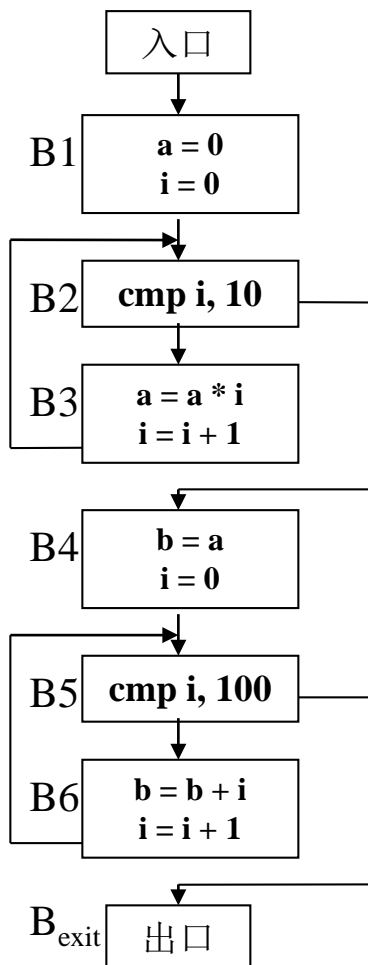 入口
B1
a = 0
i = 0
B2
cmp i, 10
B3
a = a * i
i = i + 1
B4
b = a
i = 0
B5
cmp i, 100
B6
b = b + i
i = i + 1
Bexit
出口